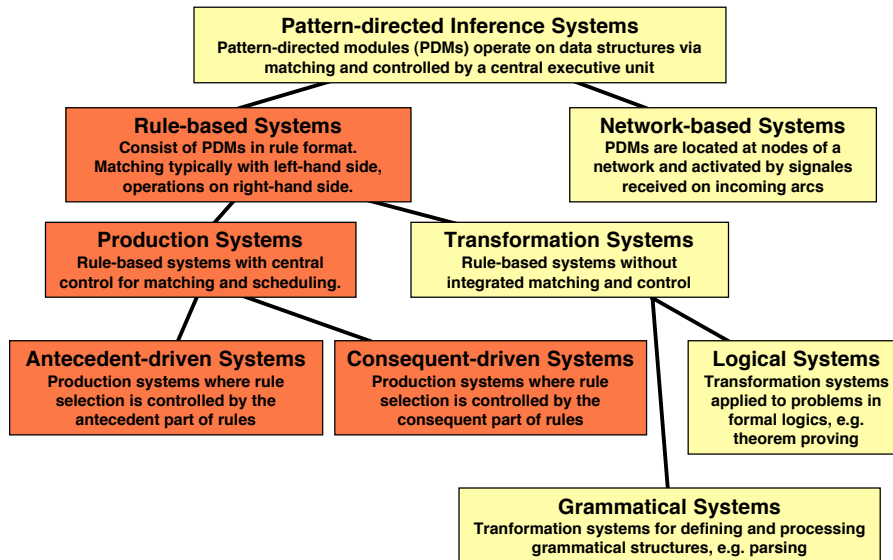 Pattern-directed Inference Systems
Pattern-directed modules (PDMs) operate on data structures via
matching and controlled by a central executive unit
Rule-based Systems
Consist of PDMs in rule format.
Matching typically with left-hand side,
operations on right-hand side.
Network-based Systems
PDMs are located at nodes of a
network and activated by signales
received on incoming arcs
Production Systems
Rule-based systems with central
control for matching and scheduling.
Transformation Systems
Rule-based systems without
integrated matching and control
Antecedent-driven Systems
Production systems where rule
selection is controlled by the
antecedent part of rules
Consequent-driven Systems
Production systems where rule
selection is controlled by the
consequent part of rules
Logical Systems
Transformation systems
applied to problems in
formal logics, e.g.
theorem proving
Grammatical Systems
Tranformation systems for defining and processing
grammatical structures, e.g. parsing